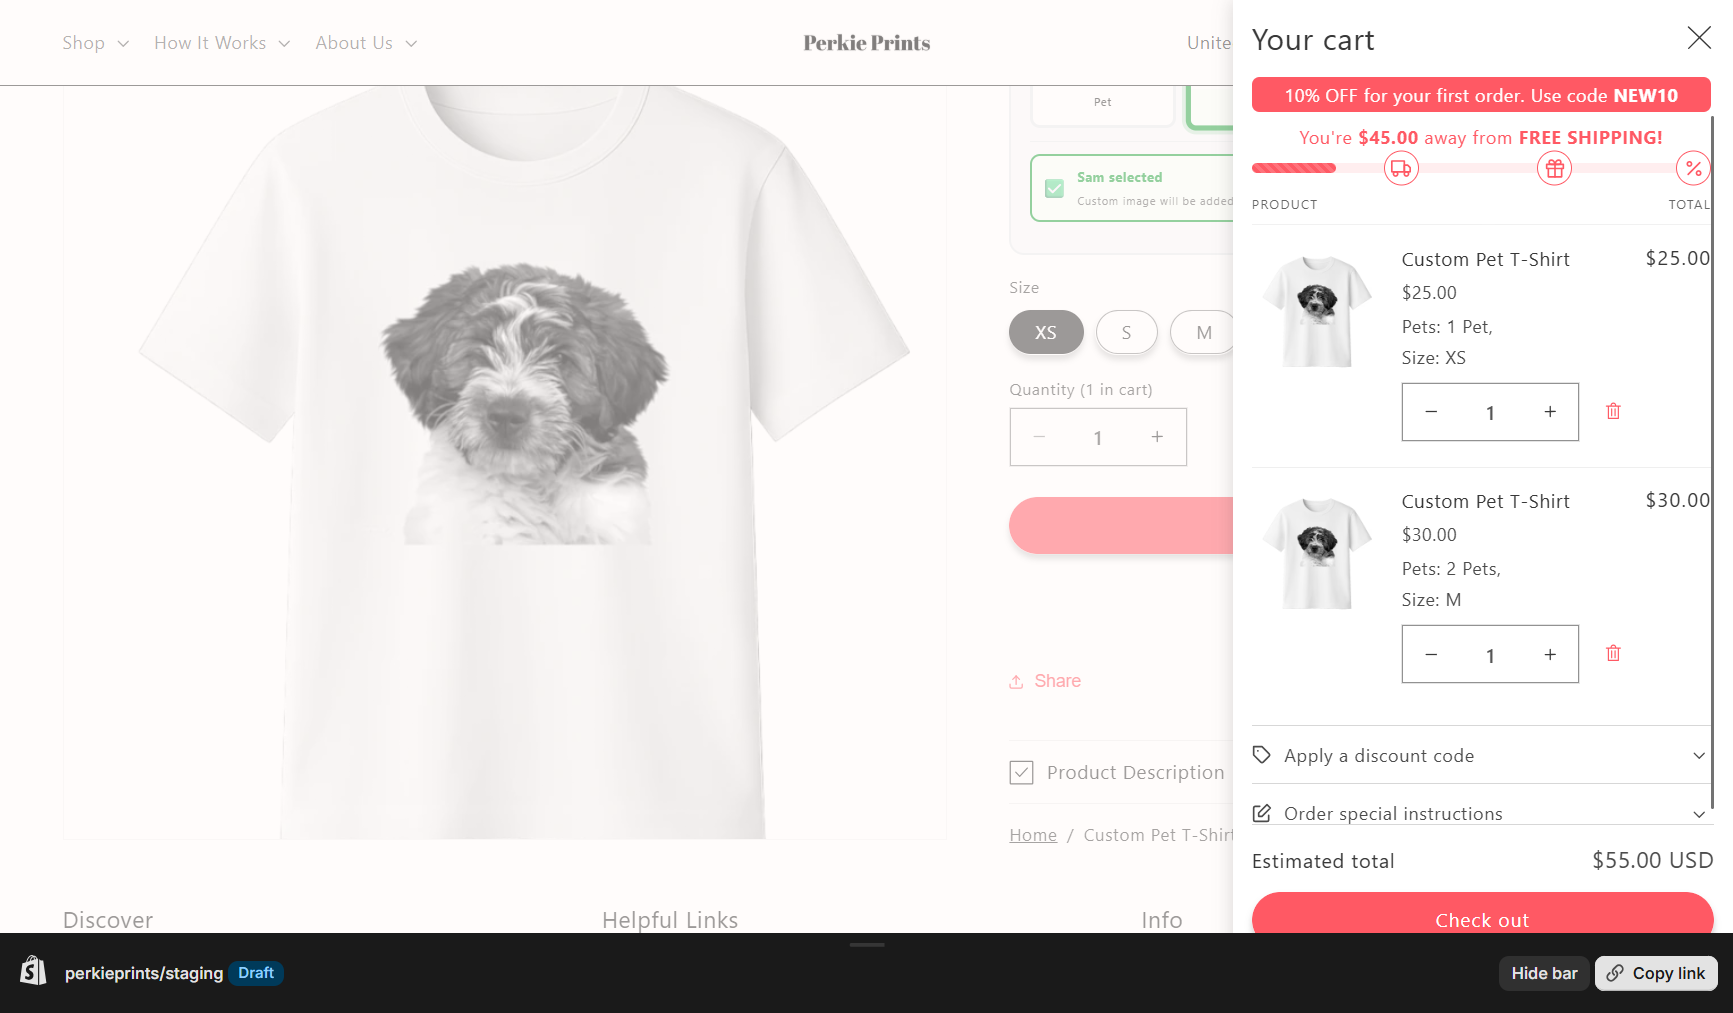 Shop
How It Works
About Us
Perkie Prints
Unite
Pet
Sam selected
Custom image will be added
Size
XS
S
M
Quantity (1 in cart)
1
Share
Product Description
Home / Custom Pet T-Shirt
Discover
Helpful Links
Info
Your cart
10% OFF for your first order. Use code NEW10
You're $45.00 away from FREE SHIPPING!
PRODUCT
TOTAL
Custom Pet T-Shirt
$25.00
$25.00
Pets: 1 Pet,
Size: XS
1
Custom Pet T-Shirt
$30.00
$30.00
Pets: 2 Pets,
Size: M
1
Apply a discount code
Order special instructions
Estimated total
$55.00 USD
Check out
perkieprints/staging
Draft
Hide bar
Copy link